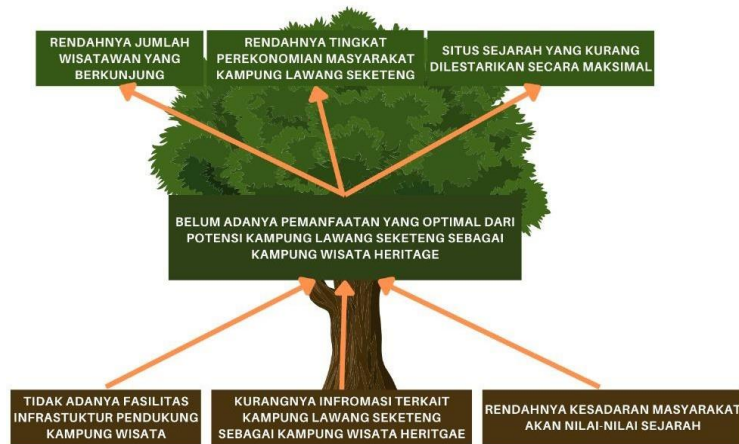 RENDAHNYA JUMLAH
WISATAWAN YANG
BERKUNJUNG
RENDAHNYA TINGKAT
PEREKONOMIAN MASYARAKAT
KAMPUNG LAWANG SEKETENG
SITUS SEJARAH YANG KURANG
DILESTARIKAN SECARA MAKSIMAL
BELUM ADANYA PEMANFAATAN YANG OPTIMAL DARI
POTENSI KAMPUNG LAWANG SEKETENG SEBAGAI
KAMPUNG WISATA HERITAGE
TIDAK ADANYA FASILITAS
INFRASTUKTUR PENDUKUNG
KAMPUNG WISATA
KURANGNYA INFROMASI TERKAIT
KAMPUNG LAWANG SEKETENG
SEBAGAI KAMPUNG WISATA HERITGAE
RENDAHNYA KESADARAN MASYARAKAT
AKAN NILAI-NILAI SEJARAH